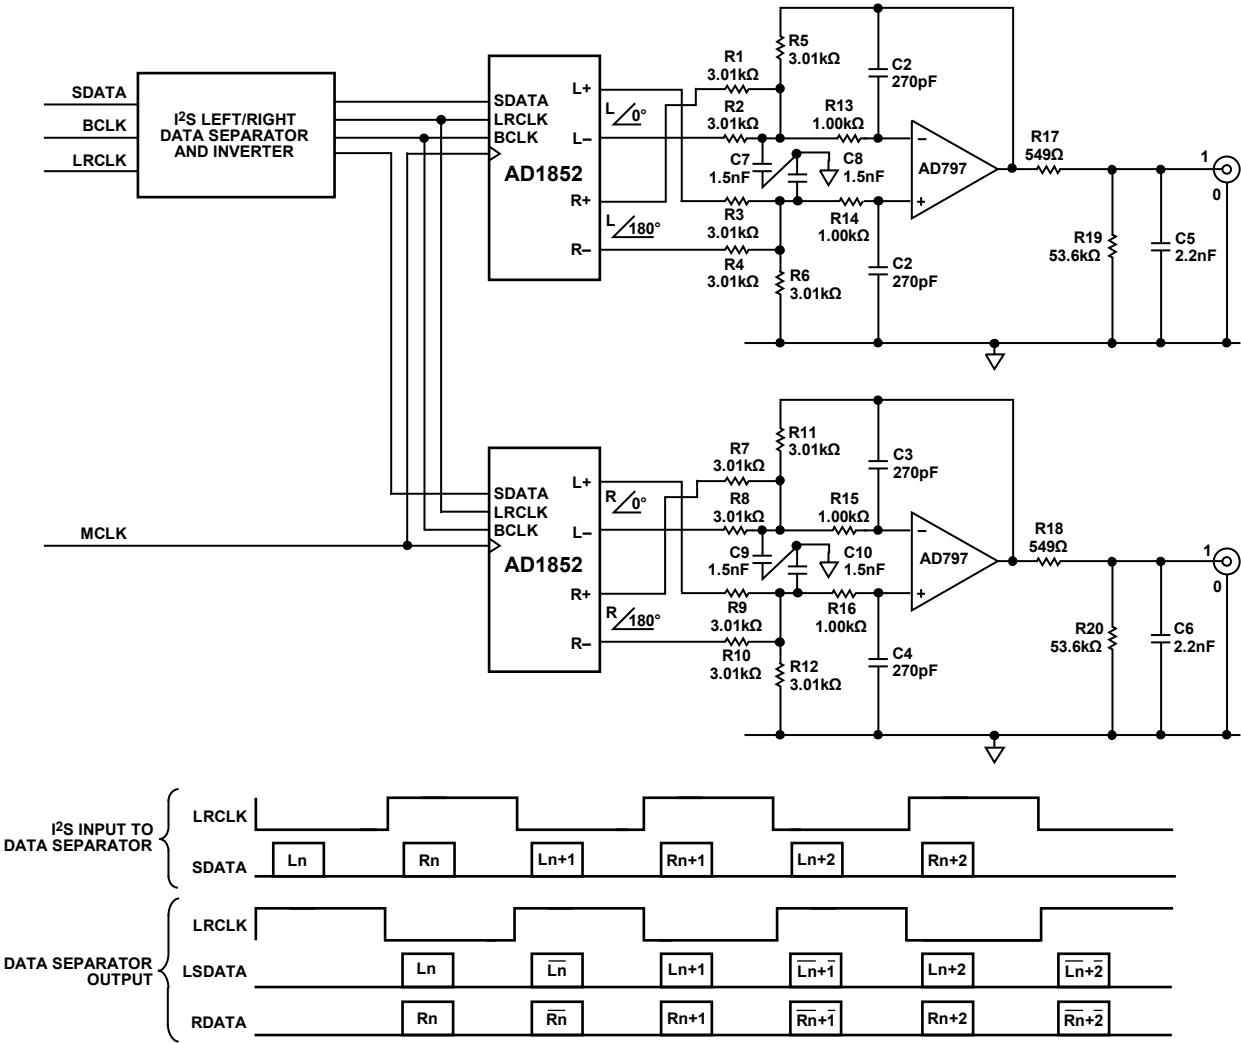 SDATA
BCLK
LRCLK
I²S LEFT/RIGHT
DATA SEPARATOR
AND INVERTER
SDATA
LRCLK
BCLK
AD1852
L+
L–
R+
R–
L 0°
L 180°
R1
3.01kΩ
R2
3.01kΩ
R3
3.01kΩ
R4
3.01kΩ
R5
3.01kΩ
R6
3.01kΩ
C7
1.5nF
C8
1.5nF
R13
1.00kΩ
R14
1.00kΩ
C2
270pF
C2
270pF
–
AD797
+
R17
549Ω
R19
53.6kΩ
C5
2.2nF
1
0
MCLK
SDATA
LRCLK
BCLK
AD1852
L+
L–
R+
R–
R 0°
R 180°
R7
3.01kΩ
R8
3.01kΩ
R9
3.01kΩ
R10
3.01kΩ
R11
3.01kΩ
R12
3.01kΩ
C9
1.5nF
C10
1.5nF
R15
1.00kΩ
R16
1.00kΩ
C3
270pF
C4
270pF
–
AD797
+
R18
549Ω
R20
53.6kΩ
C6
2.2nF
1
0
I²S INPUT TO
DATA SEPARATOR
LRCLK
SDATA
Ln Rn Ln+1 Rn+1 Ln+2 Rn+2
DATA SEPARATOR
OUTPUT
LRCLK
LSDATA
Ln L̅n̅ Ln+1 L̅n̅+1̅ Ln+2 L̅n̅+2̅
RDATA
Rn R̅n̅ Rn+1 R̅n̅+1̅ Rn+2 R̅n̅+2̅